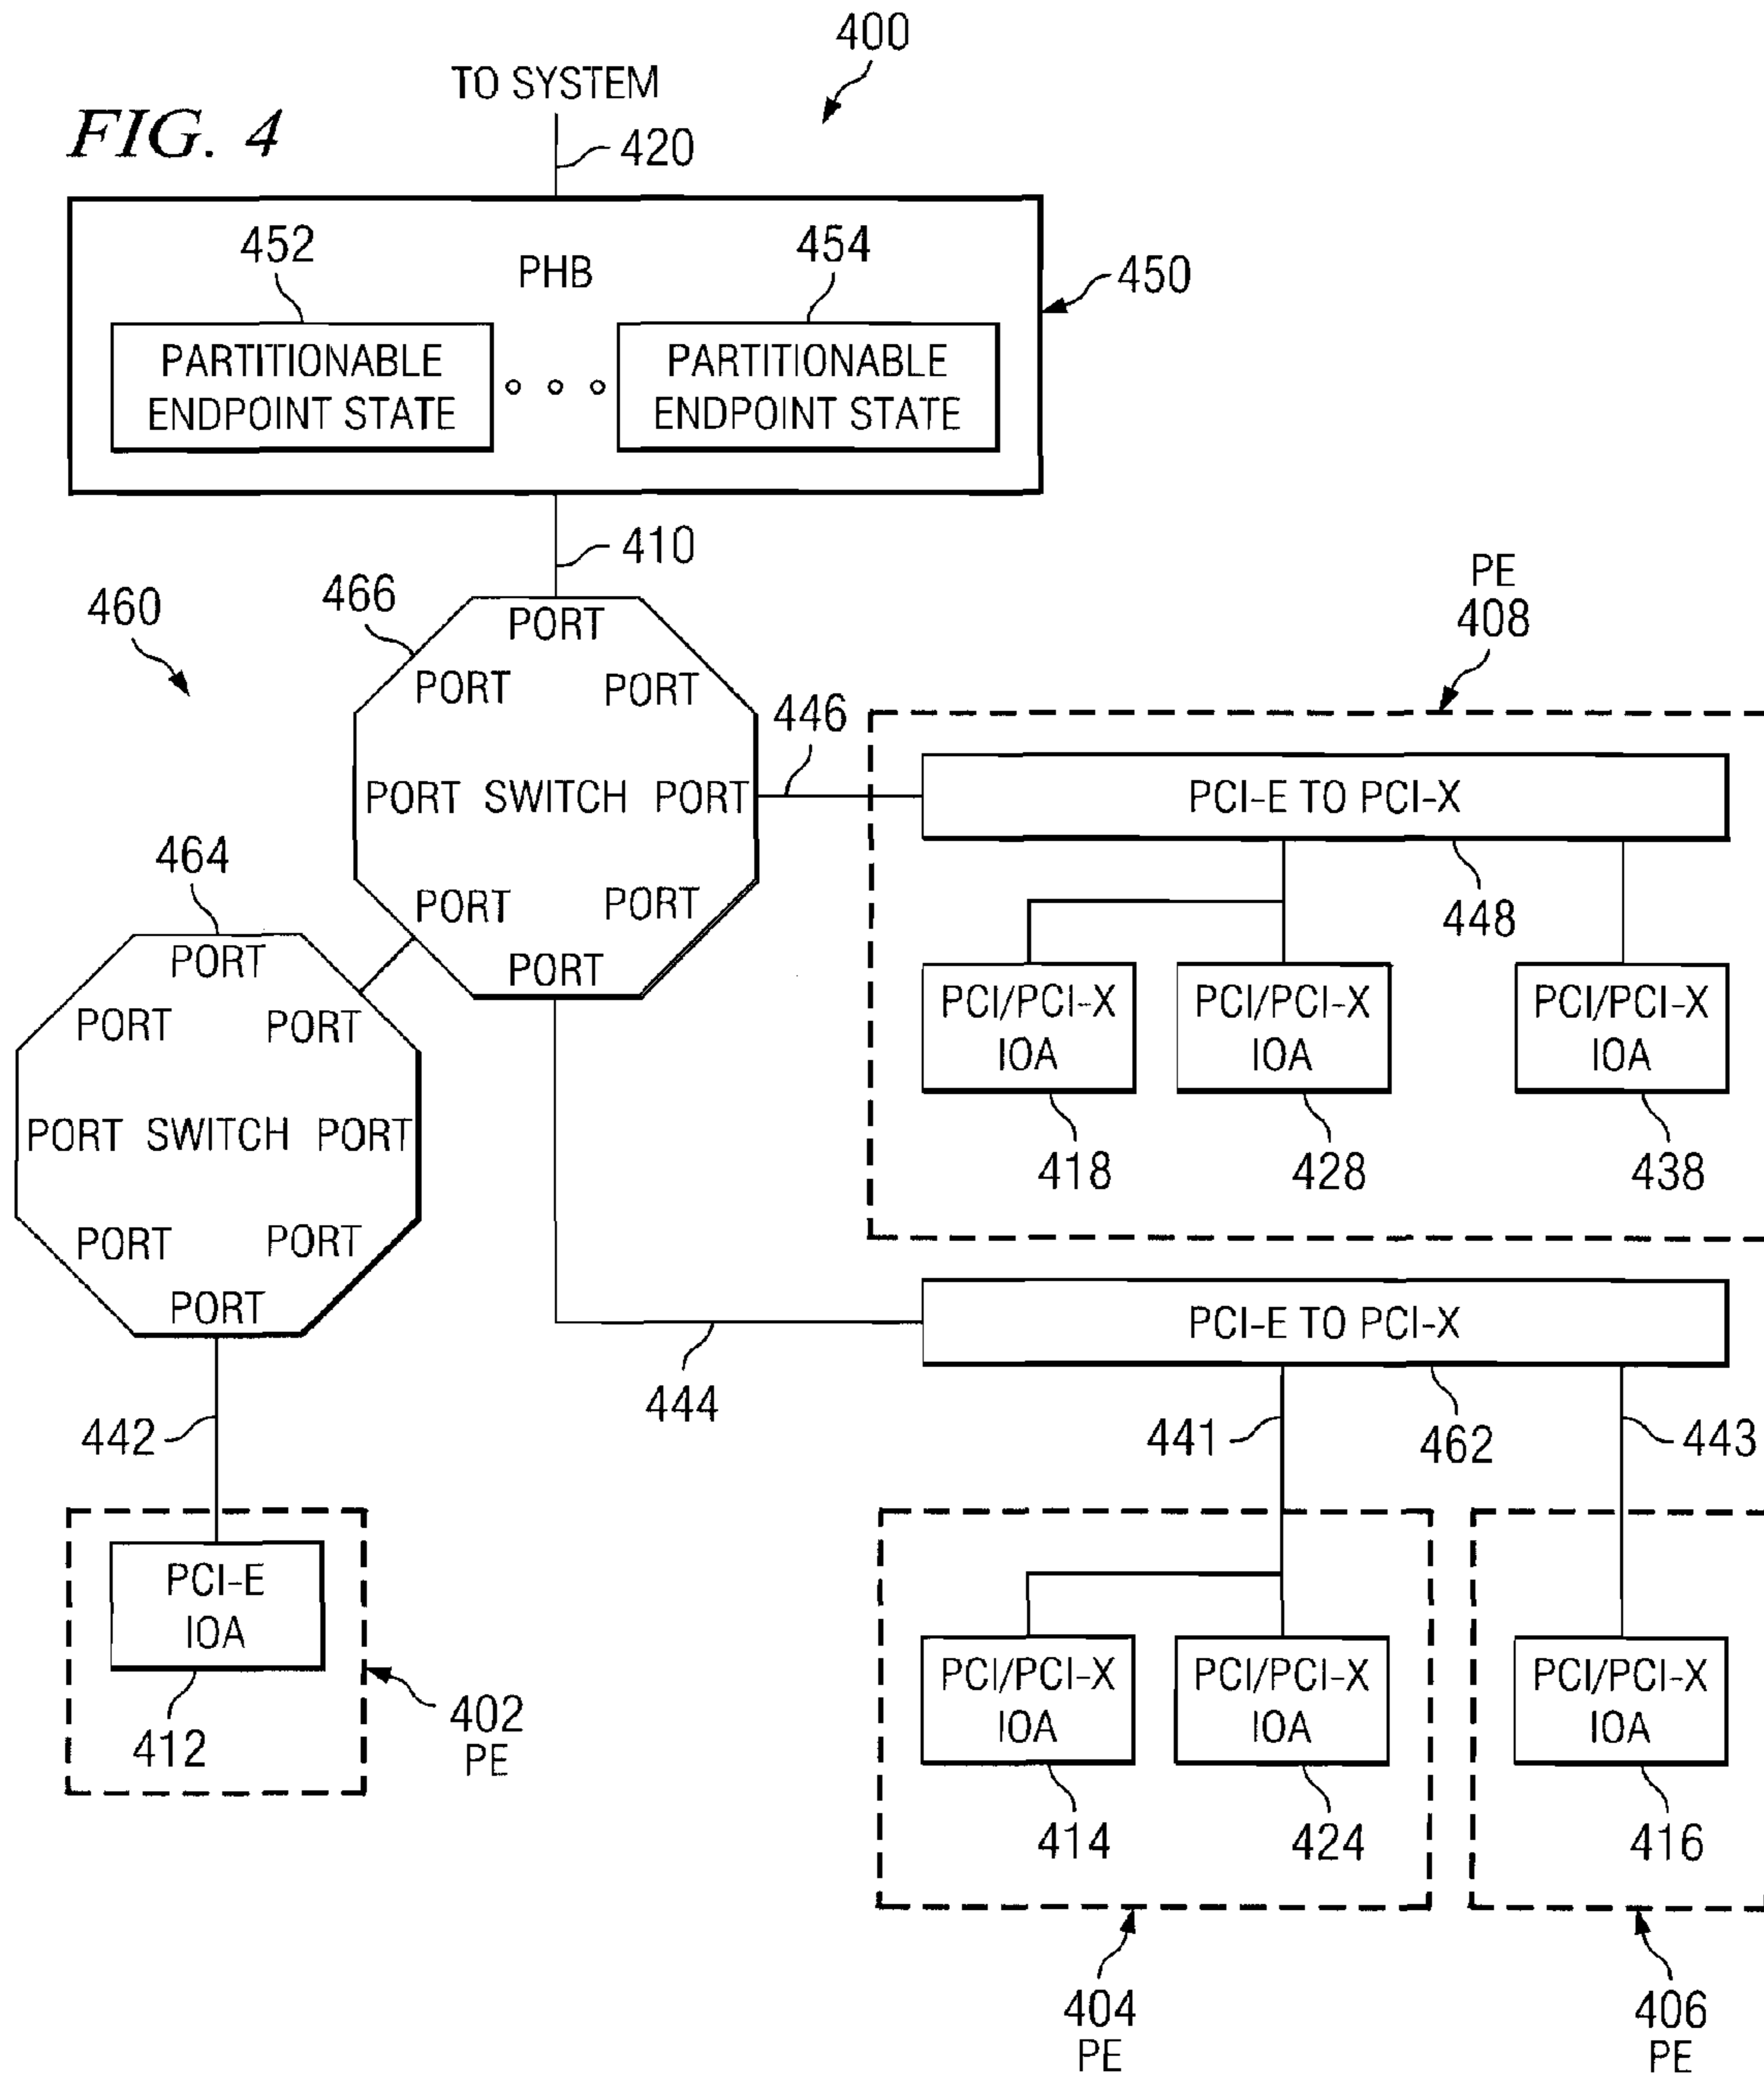 FIG. 4
TO SYSTEM
400
420
452
PHB
454
450
PARTITIONABLE
ENDPOINT STATE
PARTITIONABLE
ENDPOINT STATE
410
460
466
PORT
PORT
PORT
PORT SWITCH PORT
PORT
PORT
PORT
446
PE
408
PCI-E TO PCI-X
448
PCI/PCI-X
IOA
418
PCI/PCI-X
IOA
428
PCI/PCI-X
IOA
438
464
PORT
PORT
PORT
PORT SWITCH PORT
PORT
PORT
PORT
444
PCI-E TO PCI-X
441
462
443
442
PCI-E
IOA
412
402
PE
PCI/PCI-X
IOA
414
PCI/PCI-X
IOA
424
PCI/PCI-X
IOA
416
404
PE
406
PE